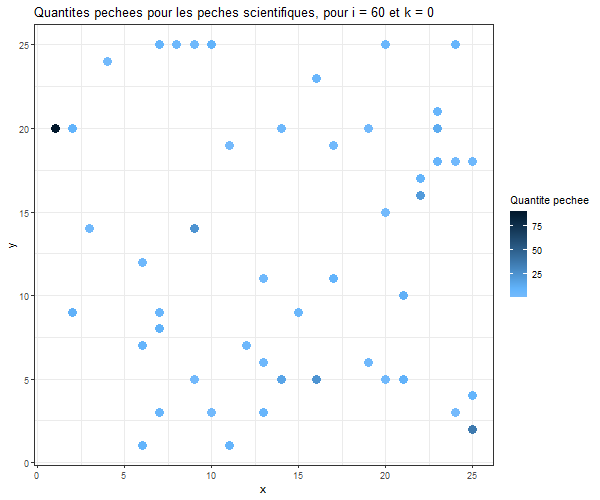 Quantites pechees pour les peches scientifiques, pour i = 60 et k = 0
25
20
15
10
5
0
y
0 5 10 15 20 25
x
Quantite pechee
75
50
25